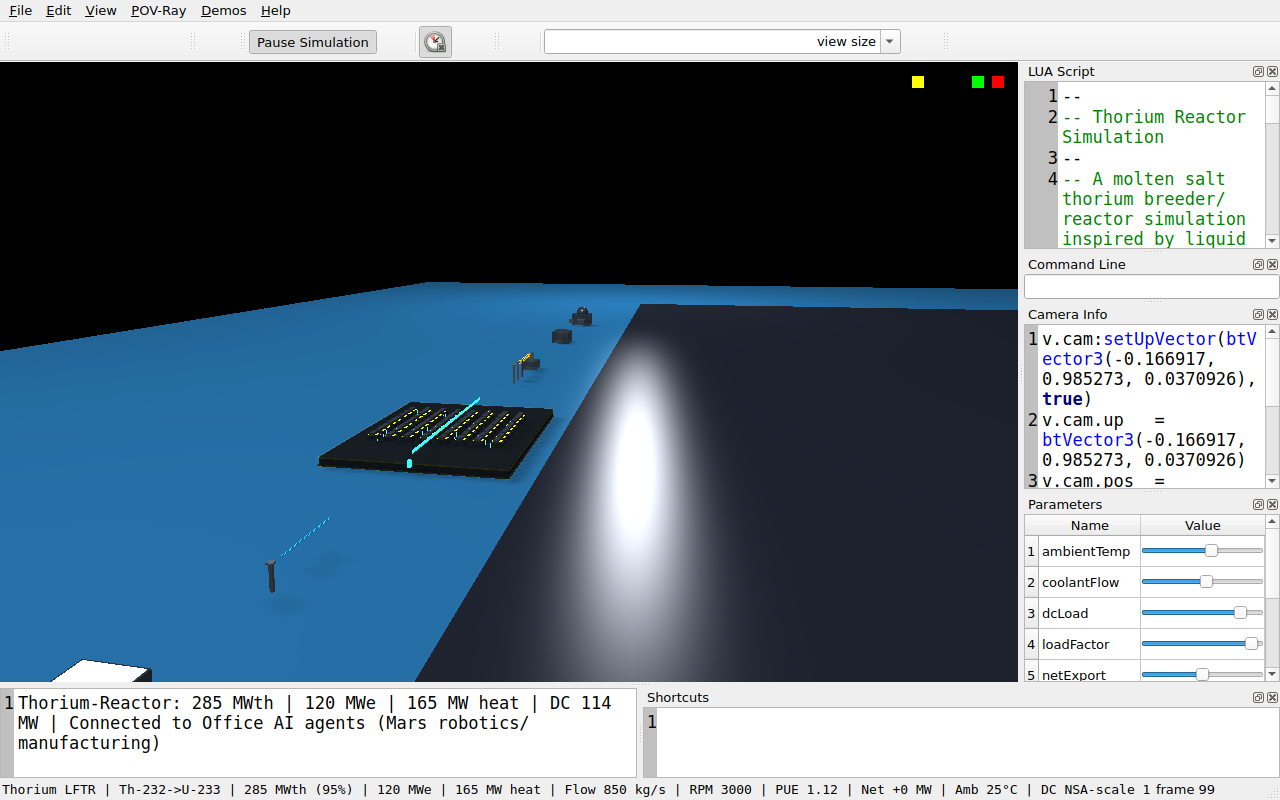 File Edit View POV-Ray Demos Help
Pause Simulation
view size
LUA Script
1 --
2 -- Thorium Reactor
Simulation
3 --
4 -- A molten salt
thorium breeder/
reactor simulation
inspired by liquid
Command Line
Camera Info
1 v.cam:setUpVector(btV
ector3(-0.166917,
0.985273, 0.0370926),
true)
2 v.cam.up   =
btVector3(-0.166917,
0.985273, 0.0370926)
3 v.cam.pos  =
Parameters
Name Value
1 ambientTemp
2 coolantFlow
3 dcLoad
4 loadFactor
5 netExport
1 Thorium-Reactor: 285 MWth | 120 MWe | 165 MW heat | DC 114
MW | Connected to Office AI agents (Mars robotics/
manufacturing)
Shortcuts
1
Thorium LFTR | Th-232->U-233 | 285 MWth (95%) | 120 MWe | 165 MW heat | Flow 850 kg/s | RPM 3000 | PUE 1.12 | Net +0 MW | Amb 25°C | DC NSA-scale 1 frame 99